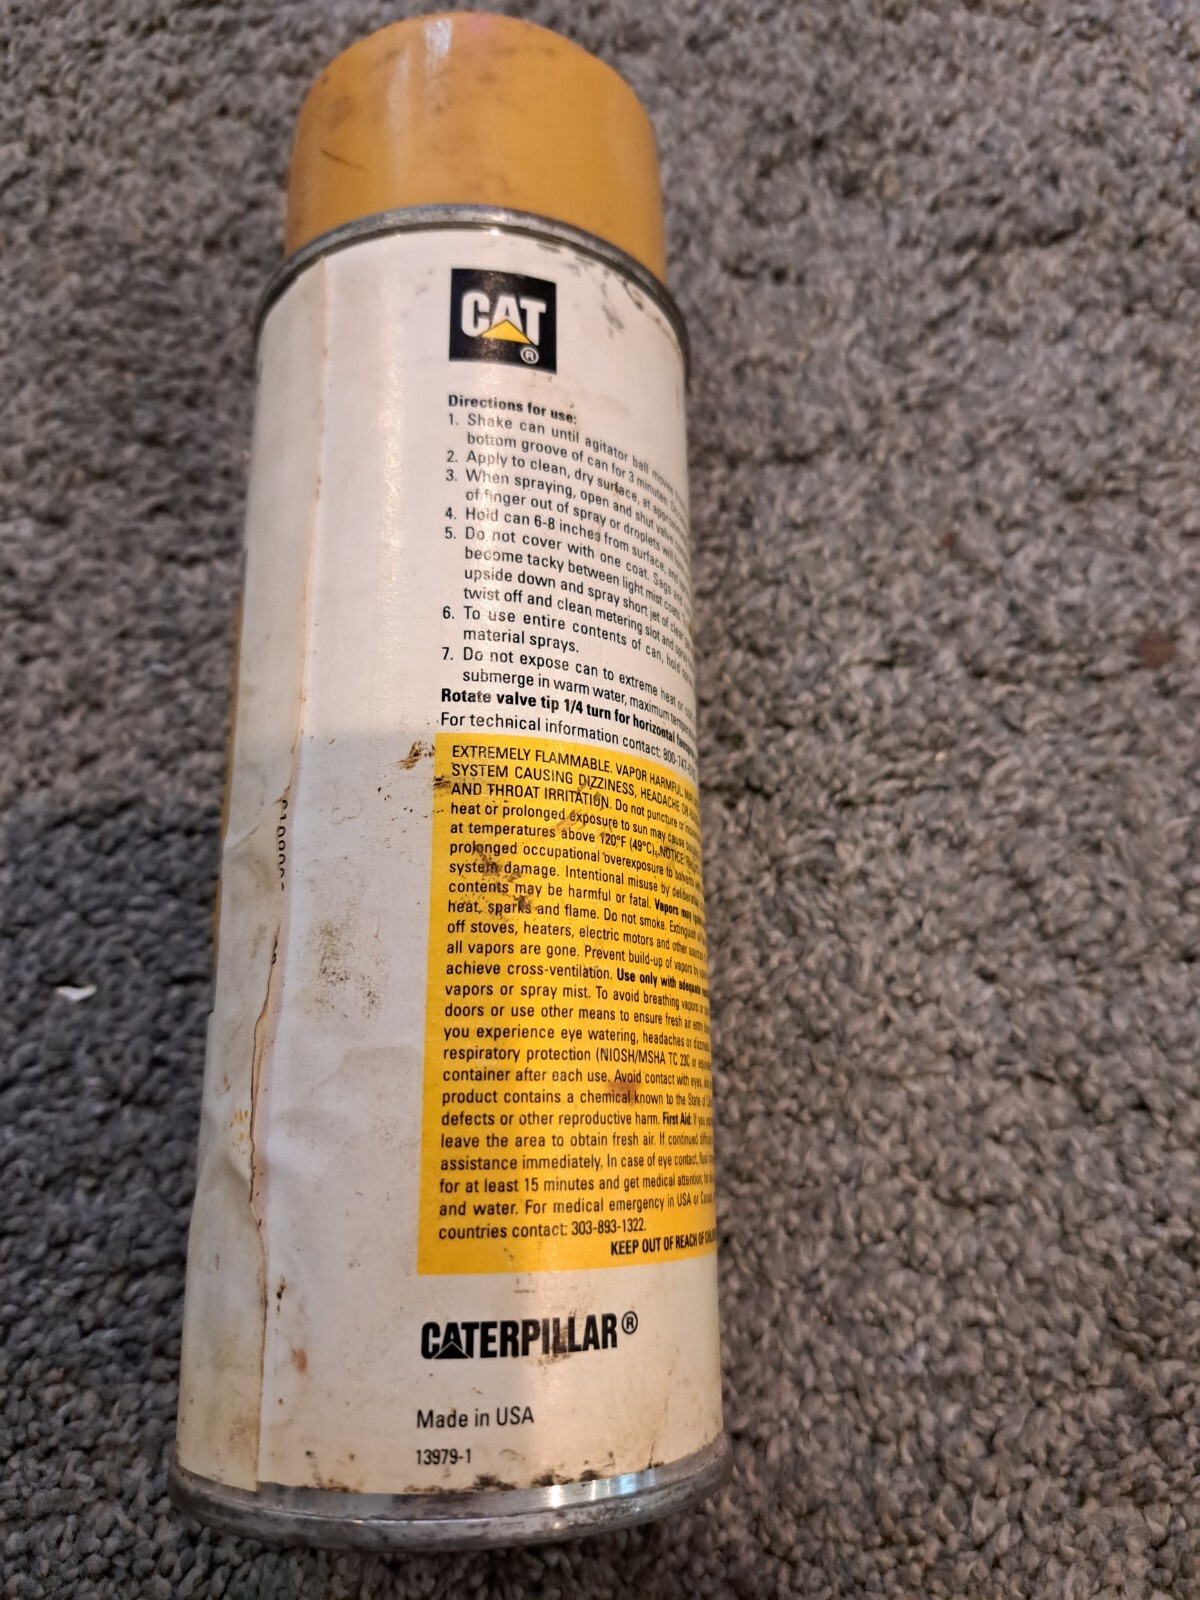 CAT
®
Directions for use:
1. Shake can until agitator ball moves
bottom groove of can for 3 minutes.
2. Apply to clean, dry surface, at
3. When spraying, open and shut valve
of finger out of spray or droplets will
4. Hold can 6-8 inches from surface, and
5. Do not cover with one coat. Sags
become tacky between light mist coats.
upside down and spray short jet of clear
twist off and clean metering slot and
6. To use entire contents of can, hold
material sprays.
7. Do not expose can to extreme heat or
submerge in warm water, maximum
Rotate valve tip 1/4 turn for horizontal
For technical information contact:
EXTREMELY FLAMMABLE. VAPOR HARMFUL. MAY
SYSTEM CAUSING DIZZINESS, HEADACHE OR
AND THROAT IRRITATION. Do not puncture or
heat or prolonged exposure to sun may cause
at temperatures above 120°F (49°C). NOTICE:
prolonged occupational overexposure to solvents
system damage. Intentional misuse by
contents may be harmful or fatal. Vapors may
heat, sparks and flame. Do not smoke. Extinguish
off stoves, heaters, electric motors and other
all vapors are gone. Prevent build-up of vapors by
achieve cross-ventilation. Use only with adequate
vapors or spray mist. To avoid breathing vapors or
doors or use other means to ensure fresh air entry
you experience eye watering, headaches or
respiratory protection (NIOSH/MSHA TC 23C or
container after each use. Avoid contact with eyes,
product contains a chemical known to the State of
defects or other reproductive harm. First Aid: If you
leave the area to obtain fresh air. If continued
assistance immediately. In case of eye contact,
for at least 15 minutes and get medical attention;
and water. For medical emergency in USA or
countries contact: 303-893-1322.
KEEP OUT OF REACH OF
CATERPILLAR®
Made in USA
13979-1